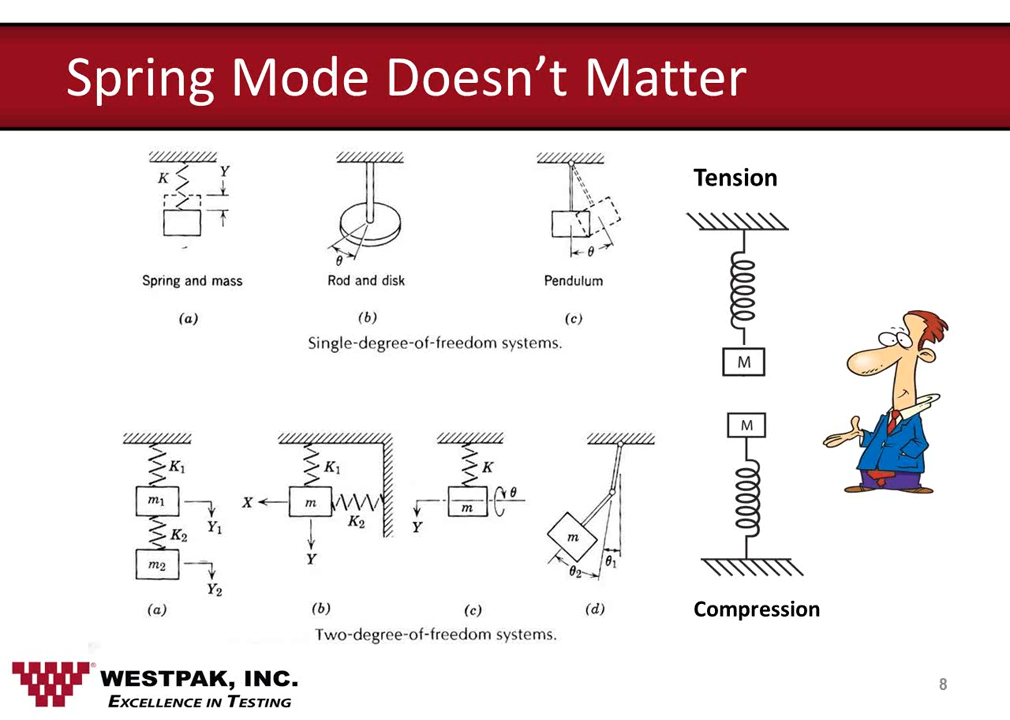 Spring Mode Doesn't Matter
K
Y
θ
θ
Spring and mass
Rod and disk
Pendulum
(a)
(b)
(c)
Single-degree-of-freedom systems.
Tension
M
M
Compression
K₁
m₁
Y₁
K₂
m₂
Y₂
K₁
X
m
K₂
Y
K
θ
m
Y
m
θ₂
θ₁
(a)
(b)
(c)
(d)
Two-degree-of-freedom systems.
WESTPAK, INC.
EXCELLENCE IN TESTING
8